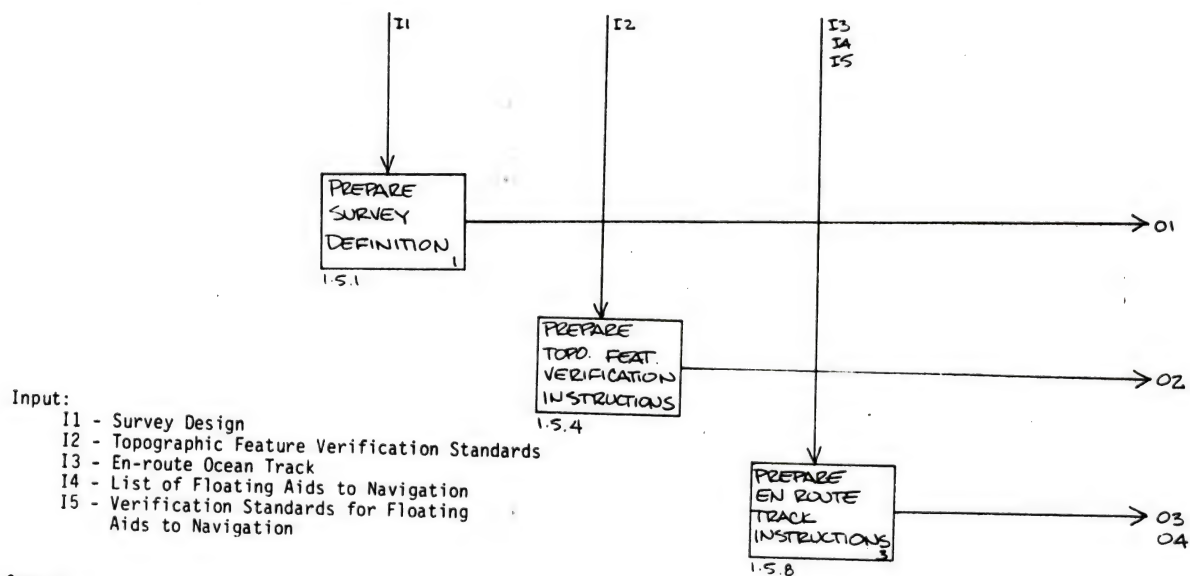 I1
I2
I3
I4
I5
PREPARE
SURVEY
DEFINITION
1
1.5.1
O1
PREPARE
TOPO. FEAT.
VERIFICATION
INSTRUCTIONS
1.5.4
O2
Input:
I1 - Survey Design
I2 - Topographic Feature Verification Standards
I3 - En-route Ocean Track
I4 - List of Floating Aids to Navigation
I5 - Verification Standards for Floating
Aids to Navigation
PREPARE
EN ROUTE
TRACK
INSTRUCTIONS
3
1.5.8
O3
O4